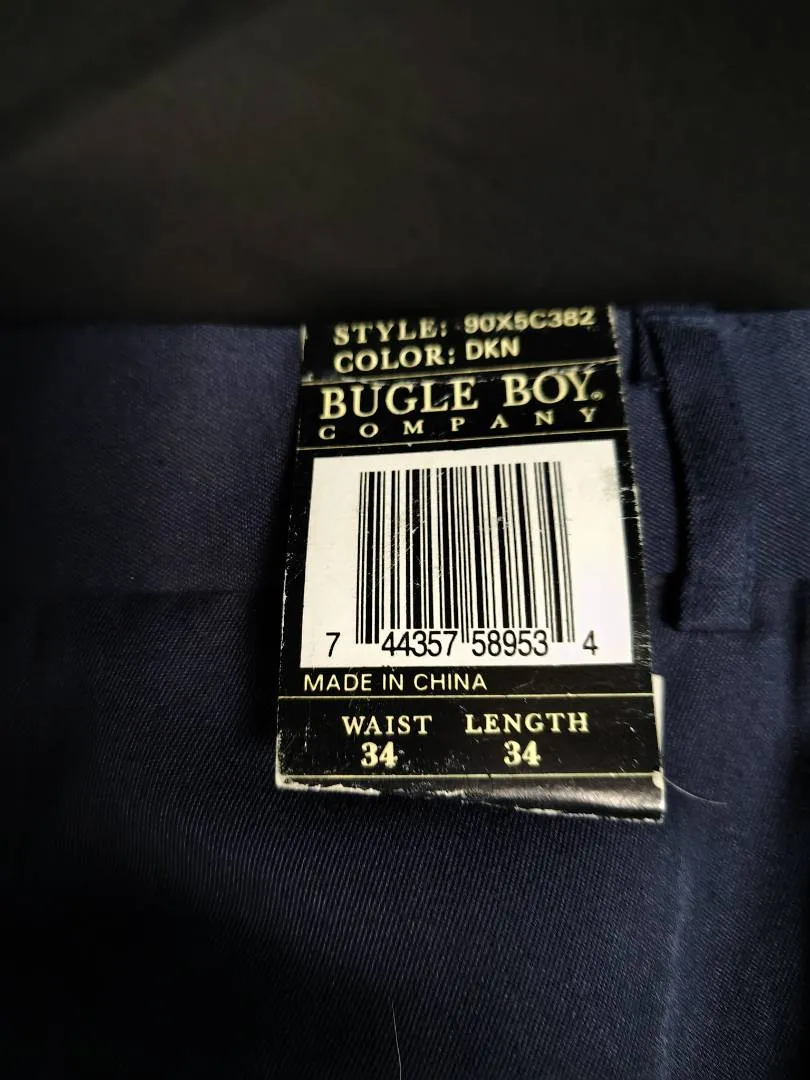 STYLE: 90X5C382
COLOR: DKN
BUGLE BOY®
COMPANY
7 44357 58953 4
MADE IN CHINA
WAIST LENGTH
34 34